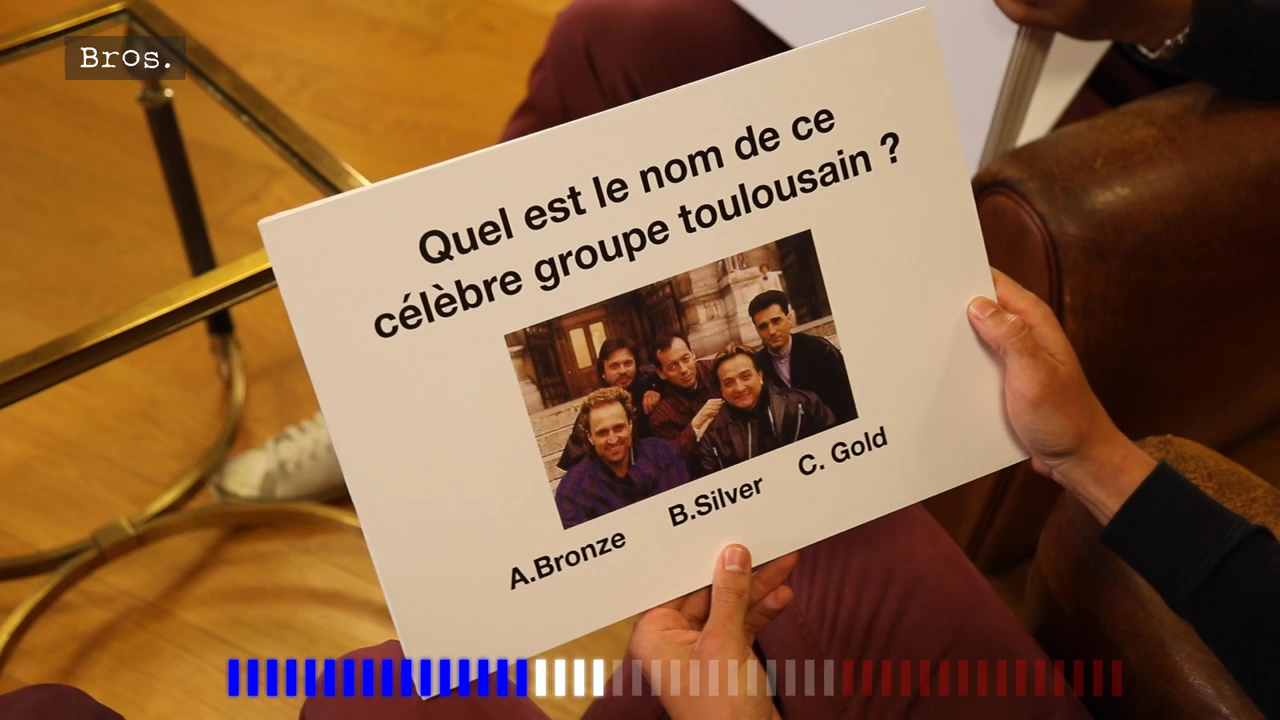 Bros.
Quel est le nom de ce
célèbre groupe toulousain ?
A.Bronze B.Silver C. Gold